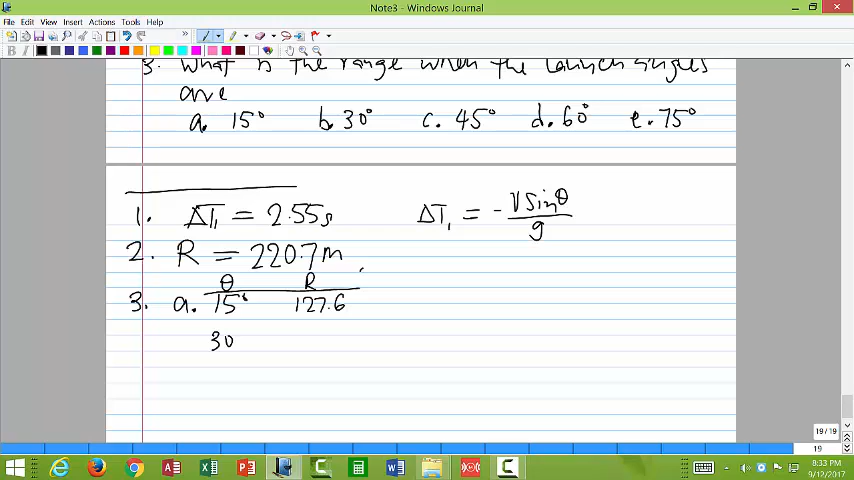 Note3 - Windows Journal
File Edit View Insert Actions Tools Help
3. What is the range when the launch angles
are
a. 15° b. 30° c. 45° d. 60° e. 75°
1. ΔT₁ = 2.55s ΔT₁ = - V sinθ / g
2. R = 220.7m
θ R
3. a. 15° 127.6
30
19/19
19
8:33 PM
9/12/2017